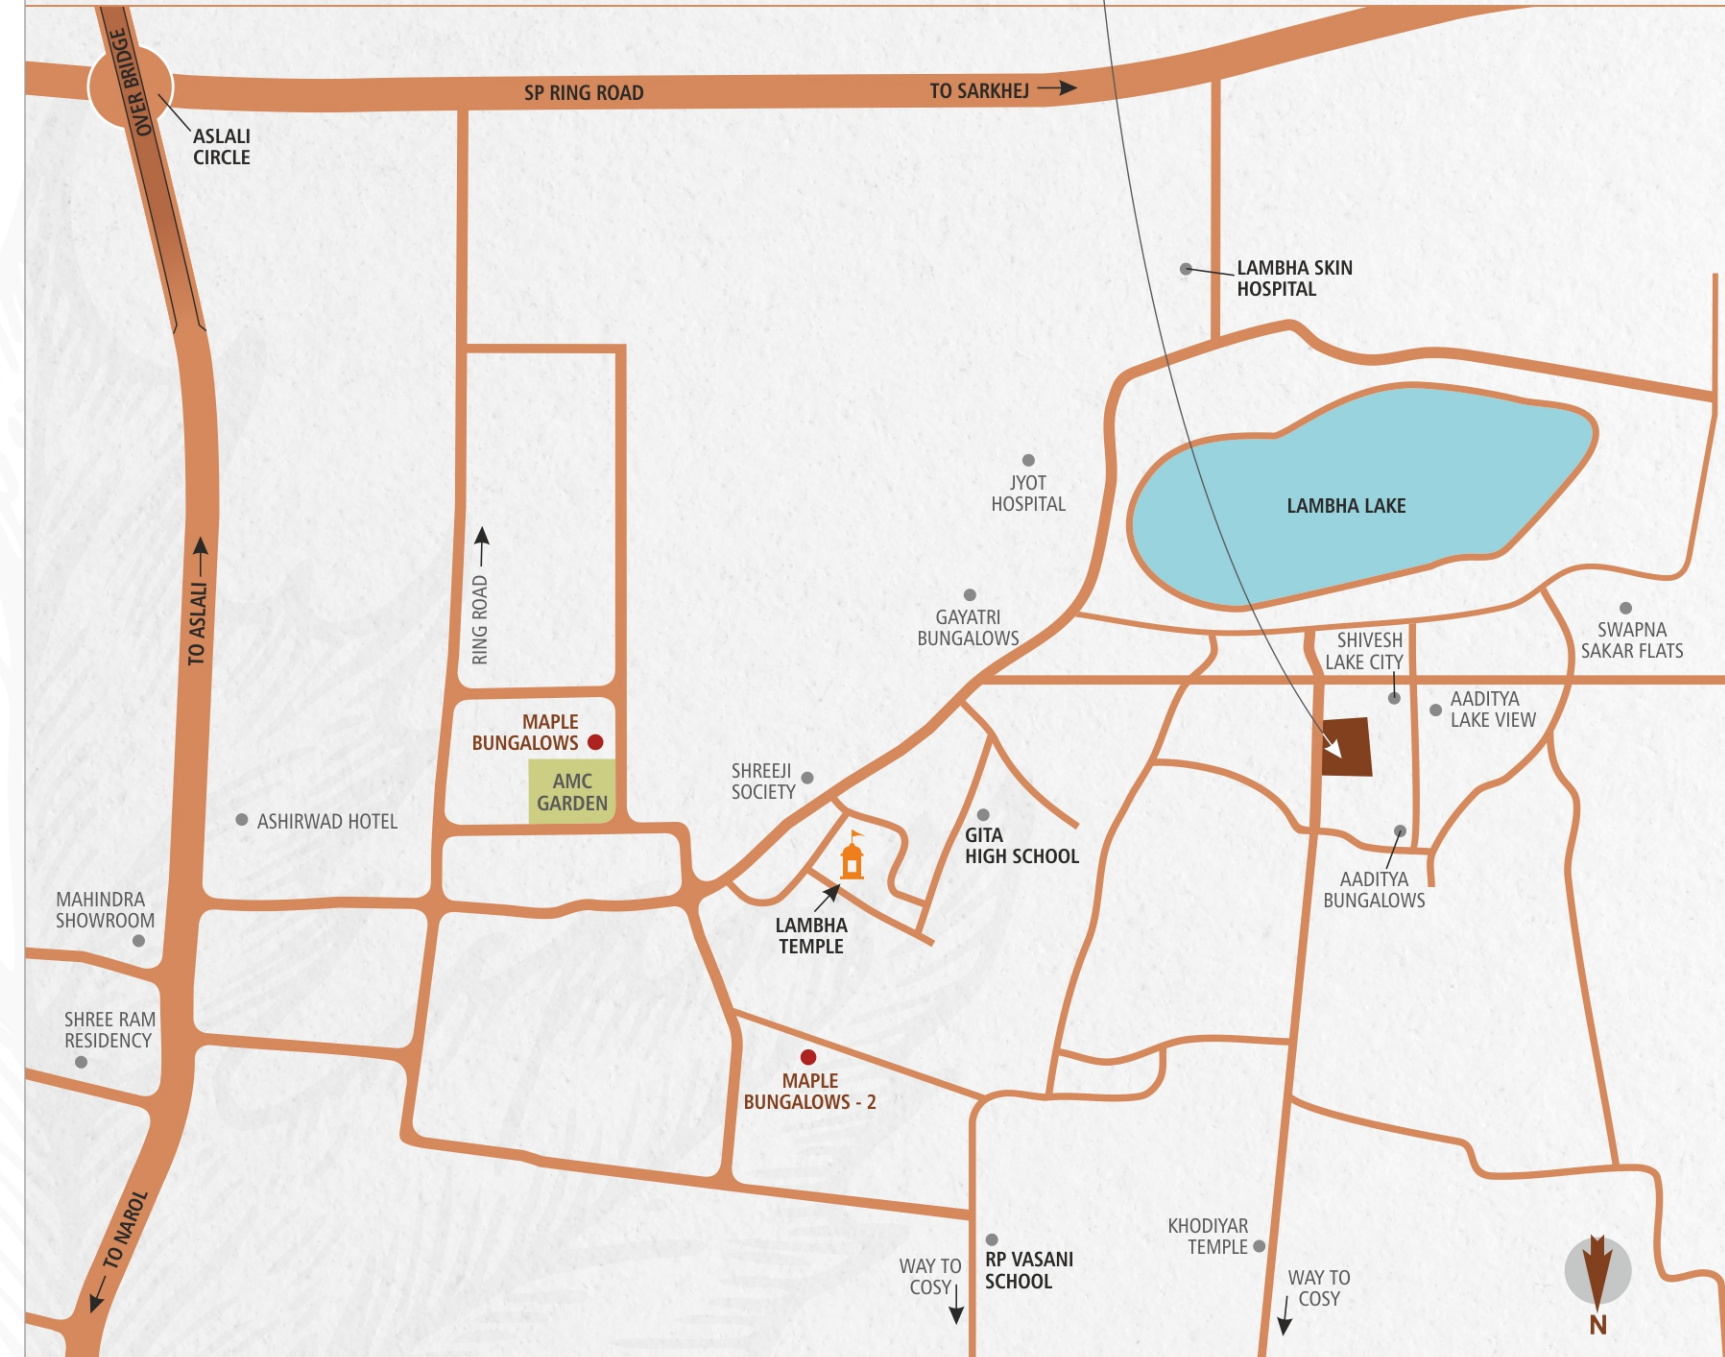 OVER BRIDGE
SP RING ROAD
TO SARKHEJ
ASLALI
CIRCLE
LAMBHA SKIN
HOSPITAL
JYOT
HOSPITAL
LAMBHA LAKE
TO ASLALI
RING ROAD
GAYATRI
BUNGALOWS
SHIVESH
LAKE CITY
SWAPNA
SAKAR FLATS
AADITYA
LAKE VIEW
MAPLE
BUNGALOWS
AMC
GARDEN
SHREEJI
SOCIETY
ASHIRWAD HOTEL
GITA
HIGH SCHOOL
AADITYA
BUNGALOWS
MAHINDRA
SHOWROOM
LAMBHA
TEMPLE
SHREE RAM
RESIDENCY
MAPLE
BUNGALOWS - 2
TO NAROL
KHODIYAR
TEMPLE
RP VASANI
SCHOOL
WAY TO
COSY
WAY TO
COSY
N